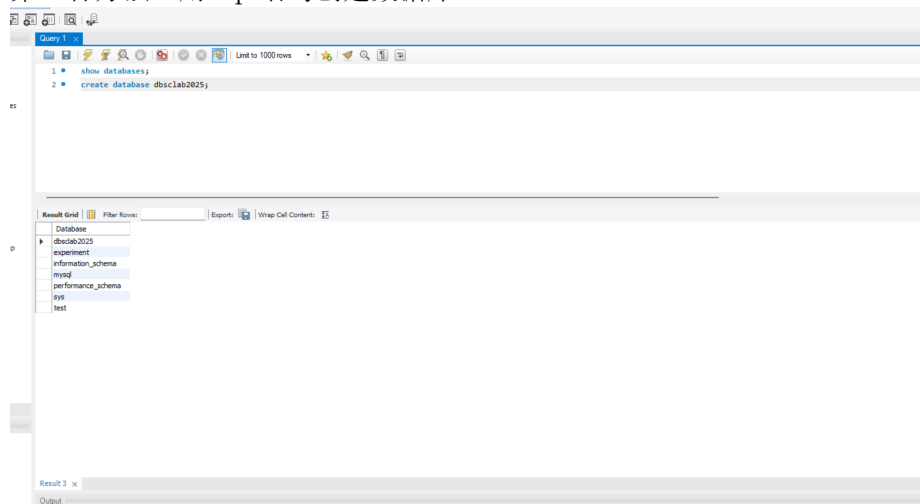 Query 1
Limit to 1000 rows
1 show databases;
2 create database dbsclab2025;
es
Result Grid Filter Rows: Export: Wrap Cell Content:
Database
dbsclab2025
experiment
information_schema
mysql
performance_schema
sys
test
p
Result 3
Output